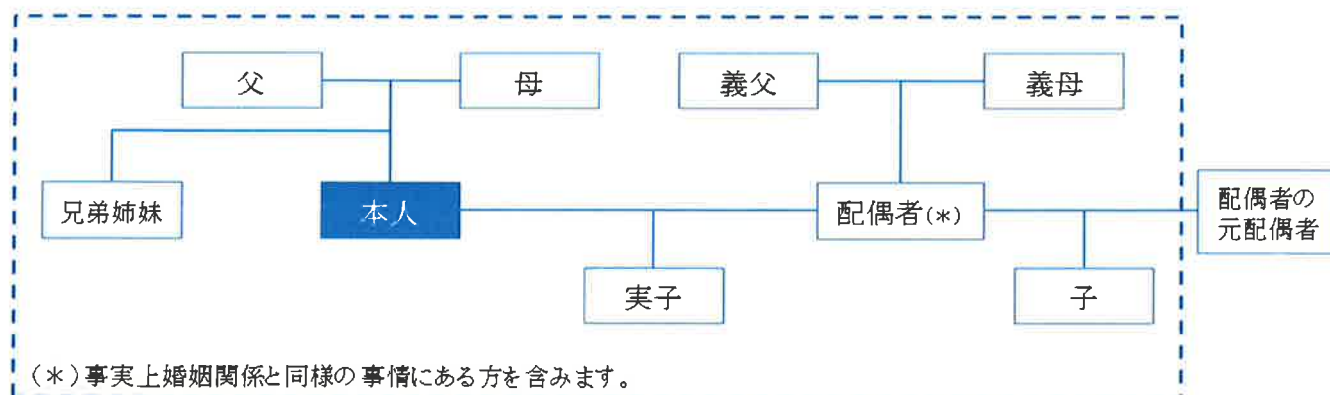 父
母
義父
義母
兄弟姉妹
本人
配偶者(*)
配偶者の
元配偶者
実子
子
(*)事実上婚姻関係と同様の事情にある方を含みます。